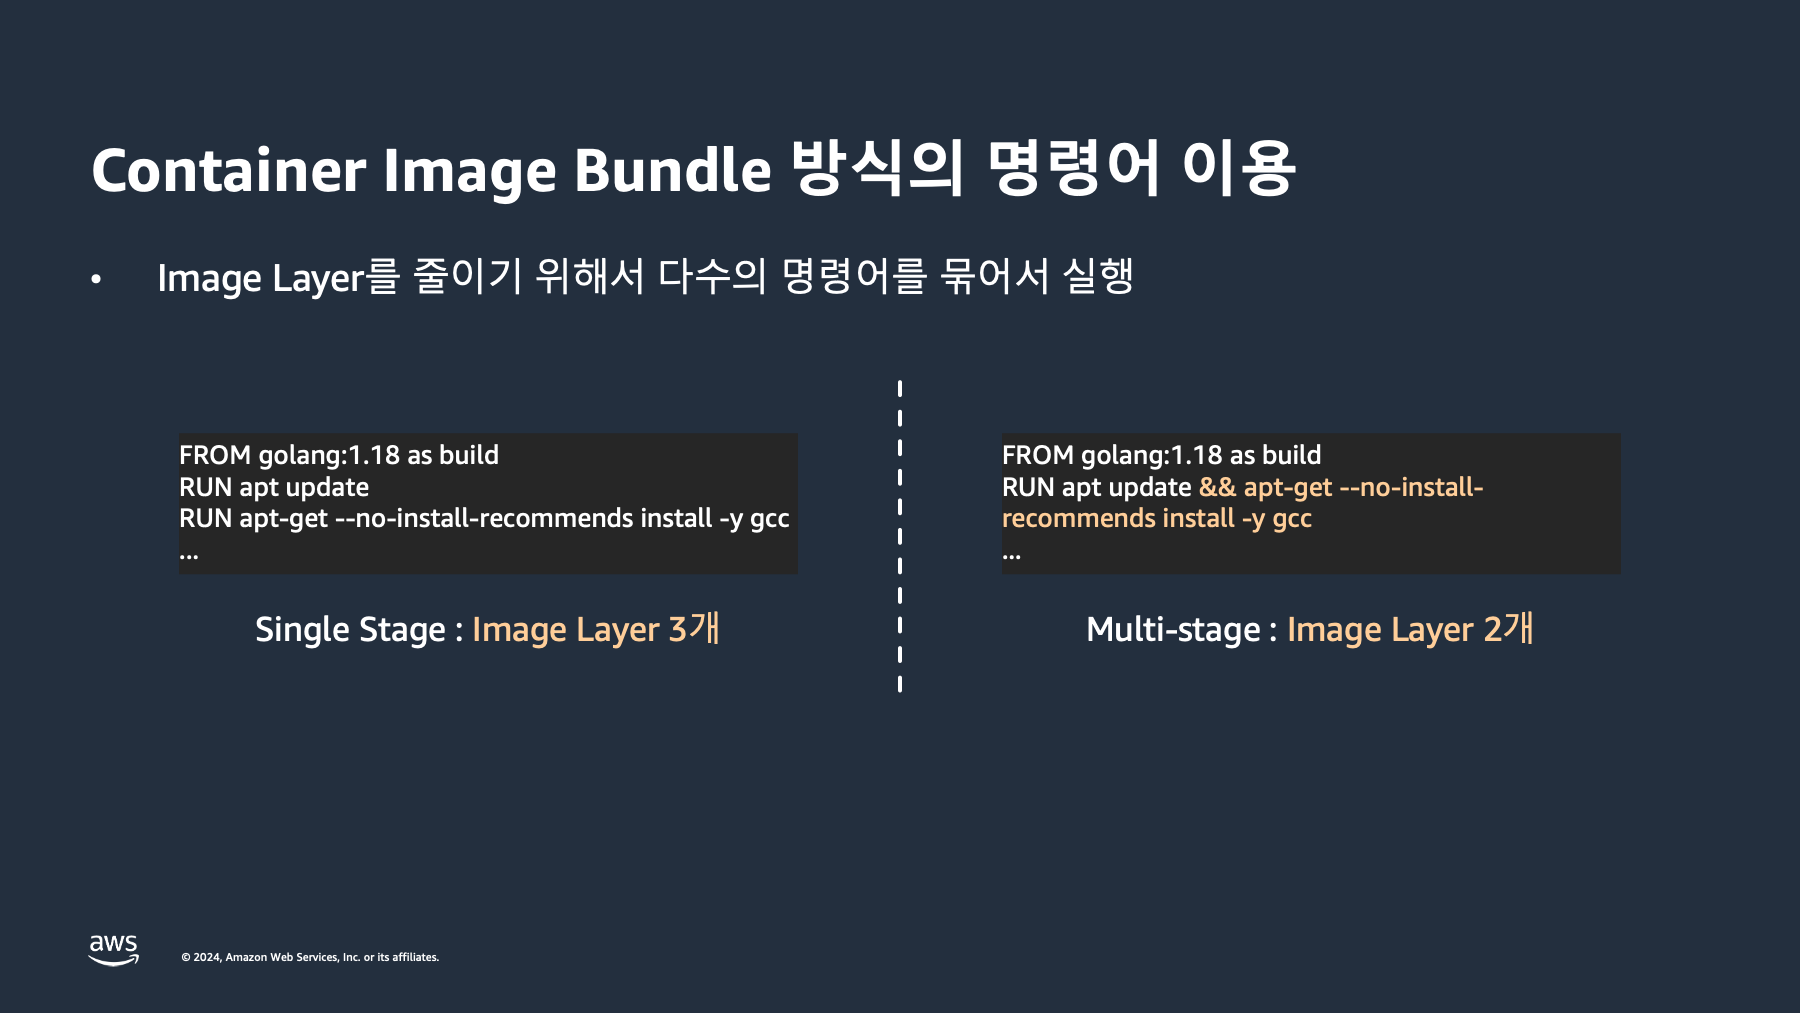 Container Image Bundle 방식의 명령어 이용
• Image Layer를 줄이기 위해서 다수의 명령어를 묶어서 실행
FROM golang:1.18 as build
RUN apt update
RUN apt-get --no-install-recommends install -y gcc
...
Single Stage : Image Layer 3개
FROM golang:1.18 as build
RUN apt update && apt-get --no-install-
recommends install -y gcc
...
Multi-stage : Image Layer 2개
aws
© 2024, Amazon Web Services, Inc. or its affiliates.